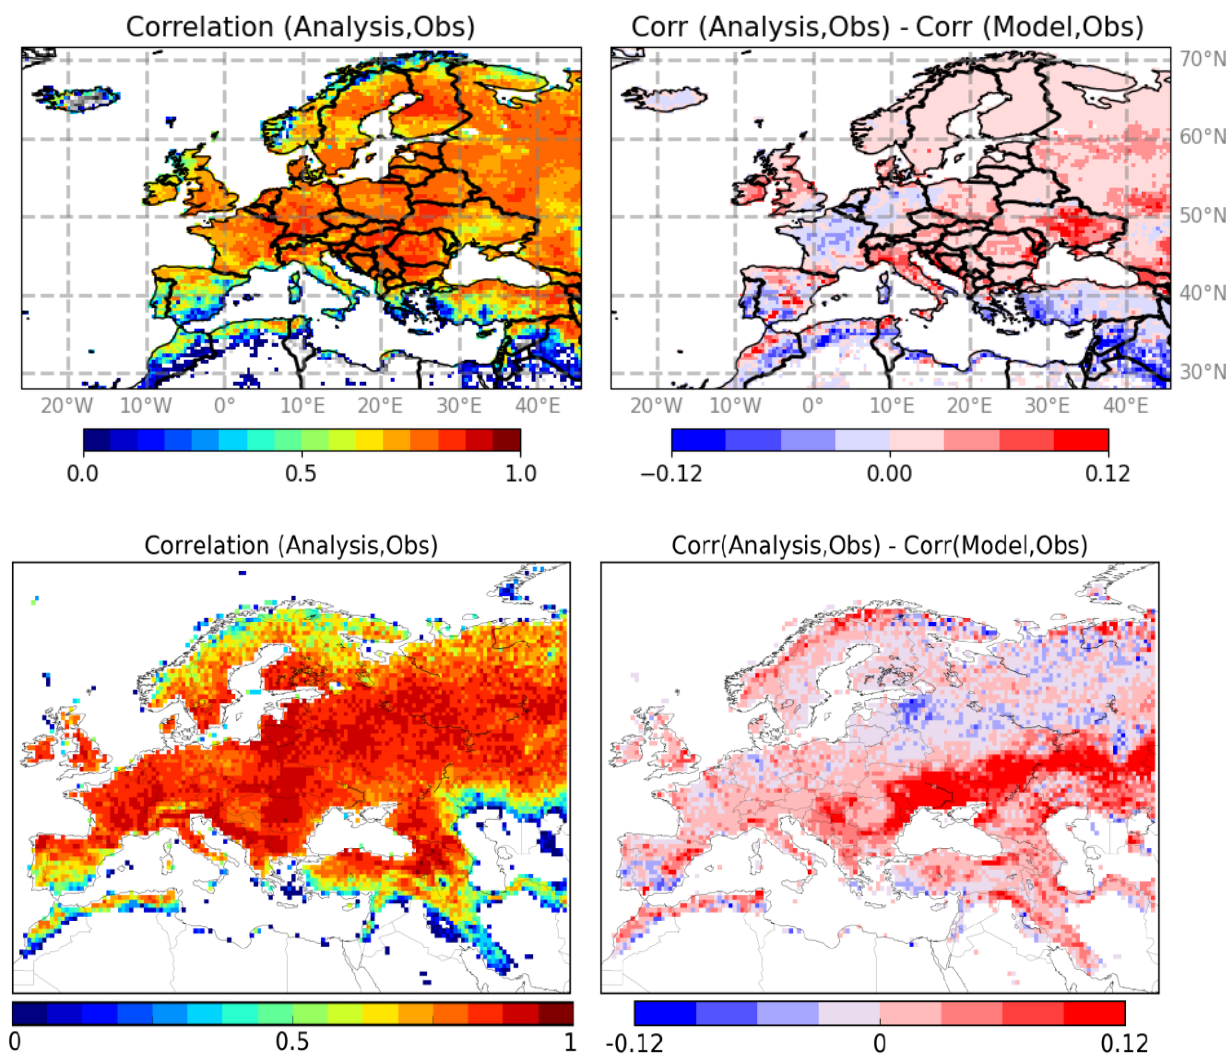 Correlation (Analysis,Obs)
Corr (Analysis,Obs) - Corr (Model,Obs)
70°N
60°N
50°N
40°N
30°N
20°W 10°W 0° 10°E 20°E 30°E 40°E
20°W 10°W 0° 10°E 20°E 30°E 40°E
0.0 0.5 1.0
−0.12 0.00 0.12
Correlation (Analysis,Obs)
Corr(Analysis,Obs) - Corr(Model,Obs)
0 0.5 1
-0.12 0 0.12